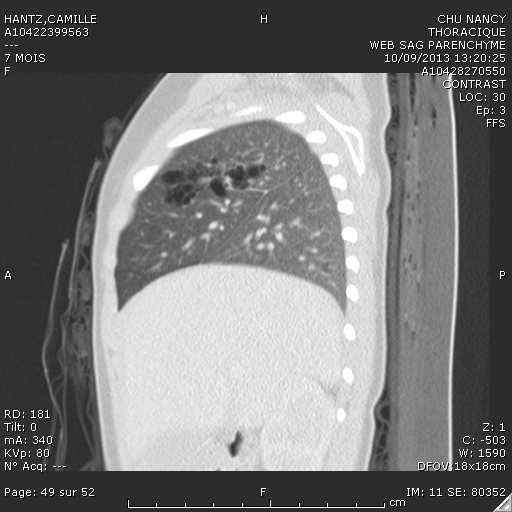 HANTZ,CAMILLE
A10422399563
---
7 MOIS
F
H
CHU NANCY
THORACIQUE
WEB SAG PARENCHYME
10/09/2013 13:20:25
A10428270550
CONTRAST
LOC: 30
Ep: 3
FFS
A
P
RD: 181
Tilt: 0
mA: 340
KVp: 80
N° Acq: ---
Z: 1
C: -503
W: 1590
DFOV:18x18cm
Page: 49 sur 52
F
IM: 11 SE: 80352
cm